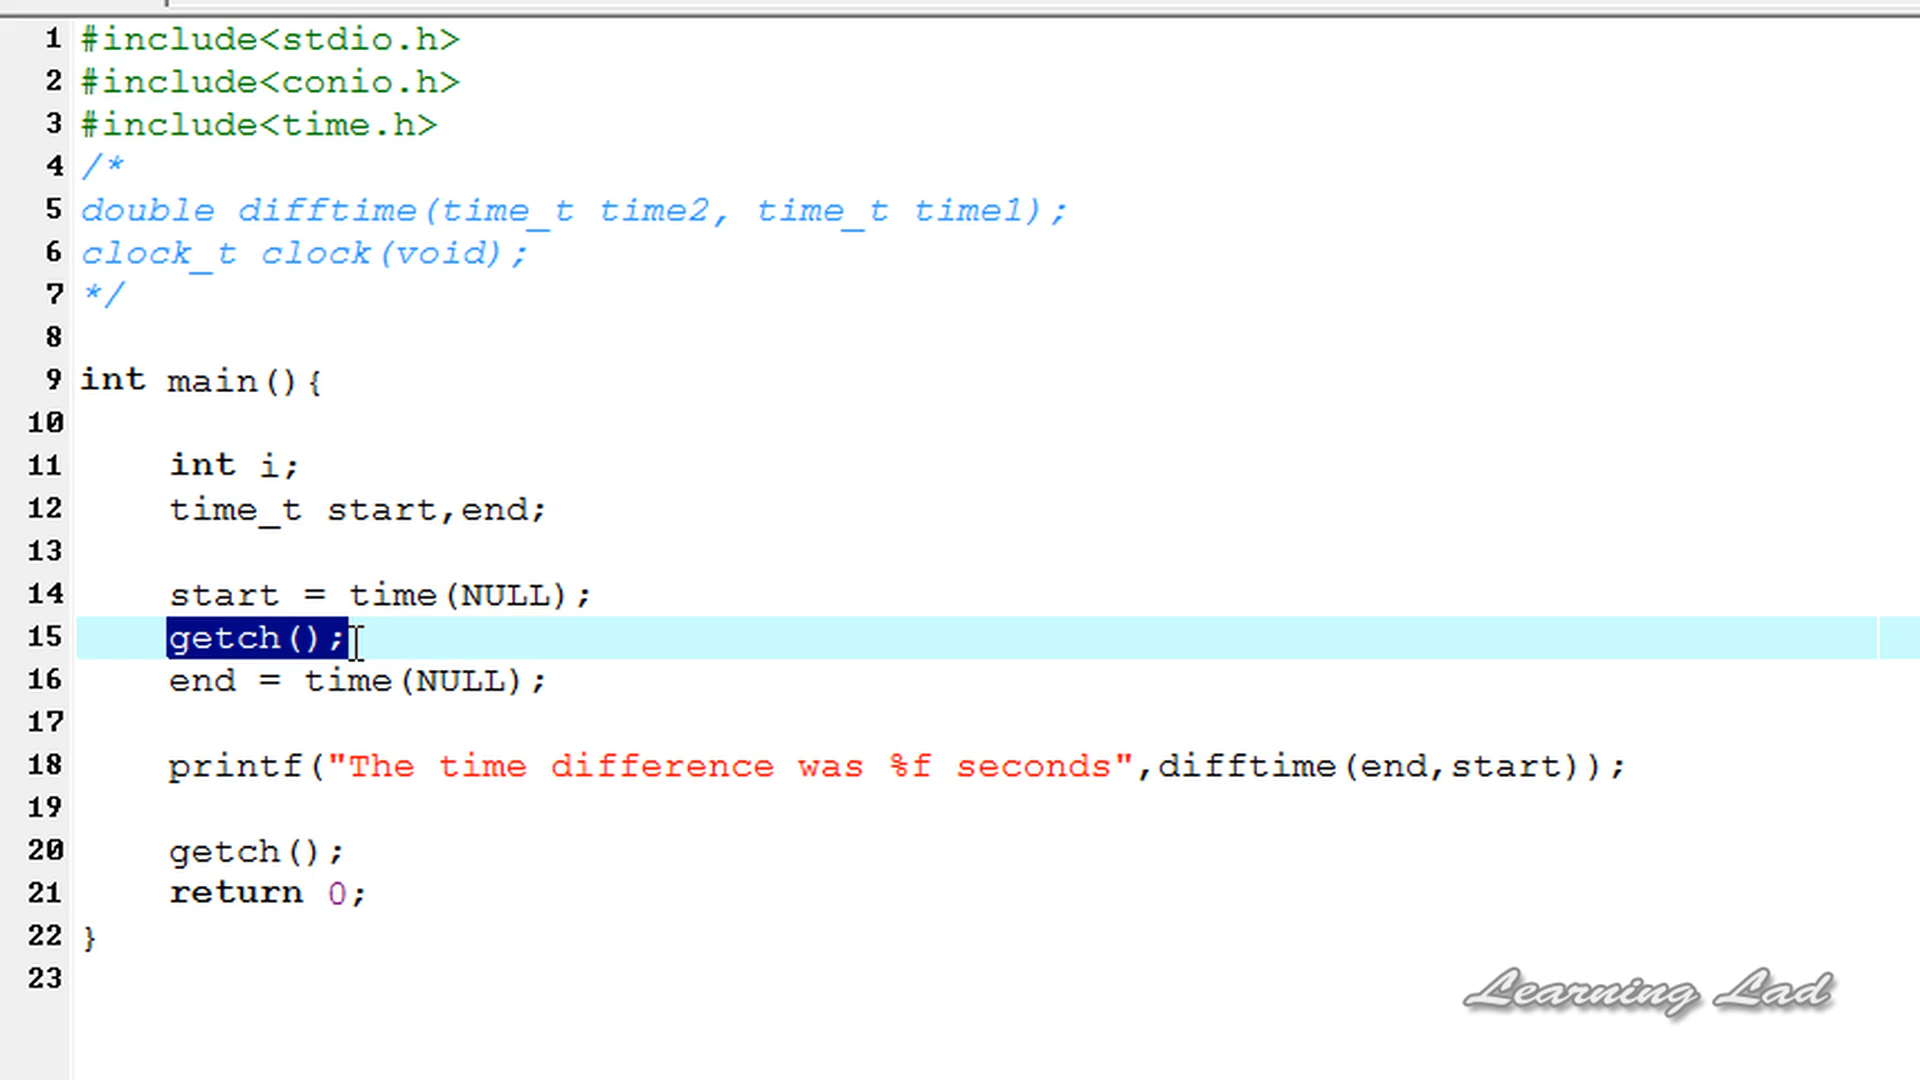 1 #include<stdio.h>
2 #include<conio.h>
3 #include<time.h>
4 /*
5 double difftime(time_t time2, time_t time1);
6 clock_t clock(void);
7 */
8
9 int main(){
10
11 int i;
12 time_t start,end;
13
14 start = time(NULL);
15 getch();
16 end = time(NULL);
17
18 printf("The time difference was %f seconds",difftime(end,start));
19
20 getch();
21 return 0;
22 }
23
Learning Lad